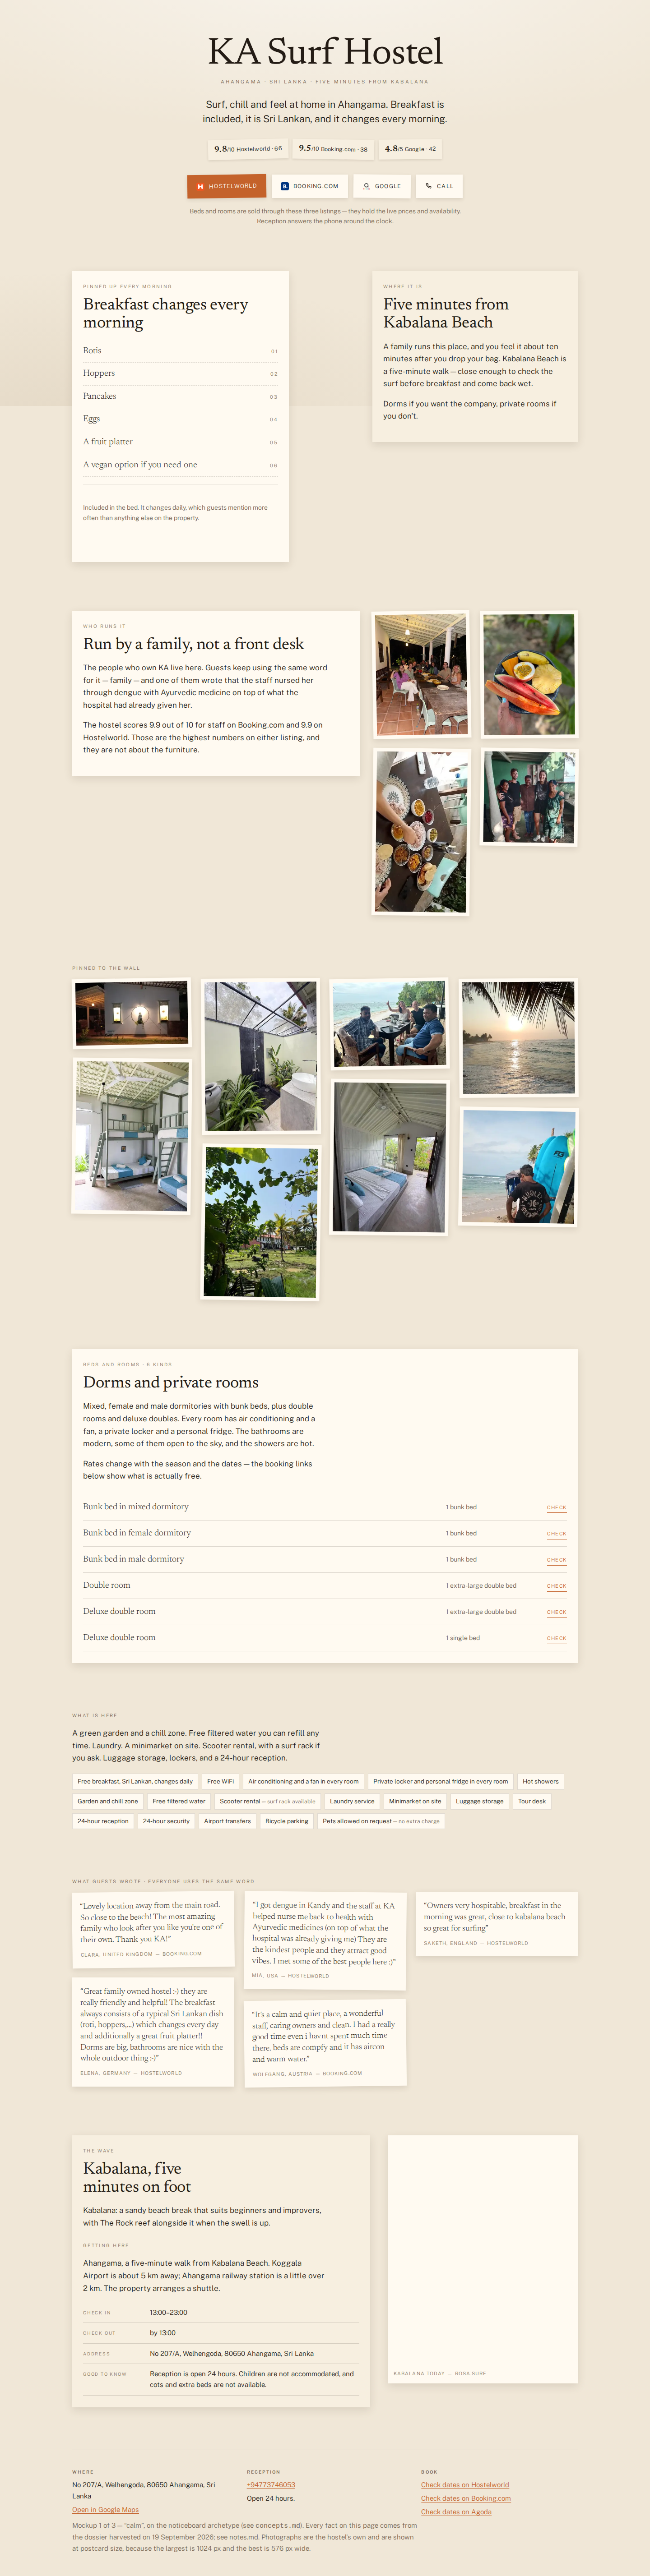 KA Surf Hostel
AHANGAMA · SRI LANKA · FIVE MINUTES FROM KABALANA
Surf, chill and feel at home in Ahangama. Breakfast is
included, it is Sri Lankan, and it changes every morning.
9.8/10 Hostelworld · 66
9.5/10 Booking.com · 38
4.8/5 Google · 42
HOSTELWORLD
BOOKING.COM
GOOGLE
CALL
Beds and rooms are sold through these three listings — they hold the live prices and availability.
Reception answers the phone around the clock.
PINNED UP EVERY MORNING
Breakfast changes every
morning
Rotis 01
Hoppers 02
Pancakes 03
Eggs 04
A fruit platter 05
A vegan option if you need one 06
Included in the bed. It changes daily, which guests mention more
often than anything else on the property.
WHERE IT IS
Five minutes from
Kabalana Beach
A family runs this place, and you feel it about ten
minutes after you drop your bag. Kabalana Beach is
a five-minute walk — close enough to check the
surf before breakfast and come back wet.
Dorms if you want the company, private rooms if
you don't.
WHO RUNS IT
Run by a family, not a front desk
The people who own KA live here. Guests keep using the same word
for it — family — and one of them wrote that the staff nursed her
through dengue with Ayurvedic medicine on top of what the
hospital had already given her.
The hostel scores 9.9 out of 10 for staff on Booking.com and 9.9 on
Hostelworld. Those are the highest numbers on either listing, and
they are not about the furniture.
PINNED TO THE WALL
BEDS AND ROOMS · 6 KINDS
Dorms and private rooms
Mixed, female and male dormitories with bunk beds, plus double
rooms and deluxe doubles. Every room has air conditioning and a
fan, a private locker and a personal fridge. The bathrooms are
modern, some of them open to the sky, and the showers are hot.
Rates change with the season and the dates — the booking links
below show what is actually free.
Bunk bed in mixed dormitory 1 bunk bed CHECK
Bunk bed in female dormitory 1 bunk bed CHECK
Bunk bed in male dormitory 1 bunk bed CHECK
Double room 1 extra-large double bed CHECK
Deluxe double room 1 extra-large double bed CHECK
Deluxe double room 1 single bed CHECK
WHAT IS HERE
A green garden and a chill zone. Free filtered water you can refill any
time. Laundry. A minimarket on site. Scooter rental, with a surf rack if
you ask. Luggage storage, lockers, and a 24-hour reception.
Free breakfast, Sri Lankan, changes daily
Free WiFi
Air conditioning and a fan in every room
Private locker and personal fridge in every room
Hot showers
Garden and chill zone
Free filtered water
Scooter rental — surf rack available
Laundry service
Minimarket on site
Luggage storage
Tour desk
24-hour reception
24-hour security
Airport transfers
Bicycle parking
Pets allowed on request — no extra charge
WHAT GUESTS WROTE · EVERYONE USES THE SAME WORD
“Lovely location away from the main road.
So close to the beach! The most amazing
family who look after you like you're one of
their own. Thank you KA!”
CLARA, UNITED KINGDOM — BOOKING.COM
“Great family owned hostel :-) they are
really friendly and helpful! The breakfast
always consists of a typical Sri Lankan dish
(roti, hoppers,...) which changes every day
and additionally a great fruit platter!!
Dorms are big, bathrooms are nice with the
whole outdoor thing :-)”
ELENA, GERMANY — HOSTELWORLD
“I got dengue in Kandy and the staff at KA
helped nurse me back to health with
Ayurvedic medicines (on top of what the
hospital was already giving me) They are
the kindest people and they attract good
vibes. I met some of the best people here :)”
MIA, USA — HOSTELWORLD
“It's a calm and quiet place, a wonderful
staff, caring owners and clean. I had a really
good time even i havnt spent much time
there. beds are compfy and it has aircon
and warm water.”
WOLFGANG, AUSTRIA — BOOKING.COM
“Owners very hospitable, breakfast in the
morning was great, close to kabalana beach
so great for surfing”
SAKETH, ENGLAND — HOSTELWORLD
THE WAVE
Kabalana, five
minutes on foot
Kabalana: a sandy beach break that suits beginners and improvers,
with The Rock reef alongside it when the swell is up.
GETTING HERE
Ahangama, a five-minute walk from Kabalana Beach. Koggala
Airport is about 5 km away; Ahangama railway station is a little over
2 km. The property arranges a shuttle.
CHECK IN 13:00–23:00
CHECK OUT by 13:00
ADDRESS No 207/A, Welhengoda, 80650 Ahangama, Sri Lanka
GOOD TO KNOW Reception is open 24 hours. Children are not accommodated, and
cots and extra beds are not available.
KABALANA TODAY — ROSA.SURF
WHERE
No 207/A, Welhengoda, 80650 Ahangama, Sri
Lanka
Open in Google Maps
RECEPTION
+94773746053
Open 24 hours.
BOOK
Check dates on Hostelworld
Check dates on Booking.com
Check dates on Agoda
Mockup 1 of 3 — “calm”, on the noticeboard archetype (see concepts.md). Every fact on this page comes from
the dossier harvested on 19 September 2026; see notes.md. Photographs are the hostel's own and are shown
at postcard size, because the largest is 1024 px and the best is 576 px wide.